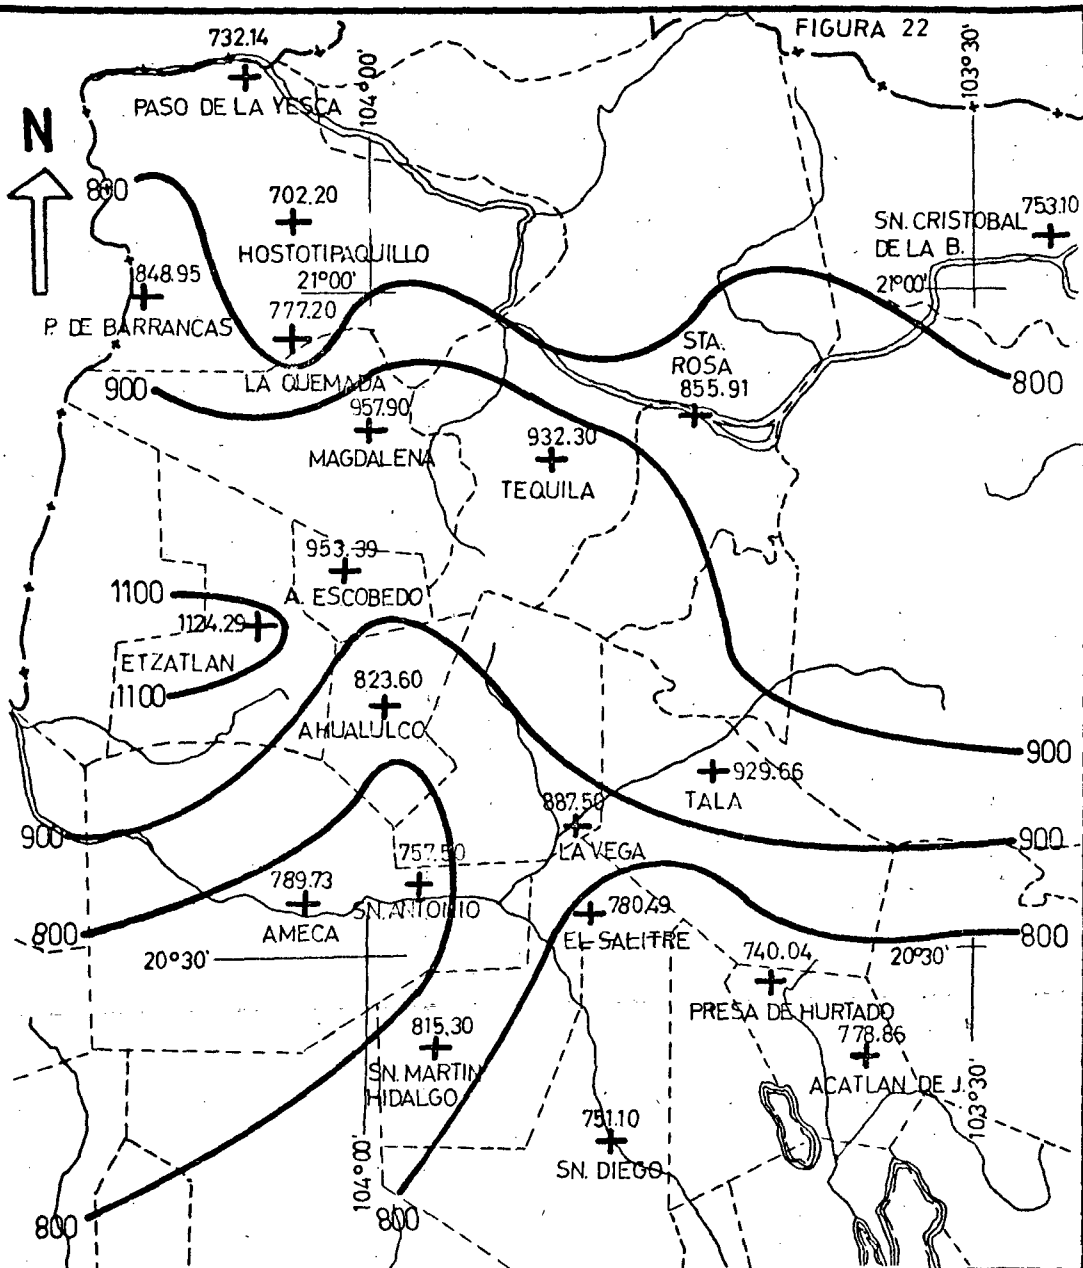 FIGURA 22
732.14
PASO DE LA YESCA
104°00'
103°30'
N
800
702.20
HOSTOTIPAQUILLO
21°00'
SN. CRISTOBAL
DE LA B.
753.10
21°00'
848.95
P. DE BARRANCAS
777.20
LA QUEMADA
STA.
ROSA
855.91
800
900
957.90
MAGDALENA
932.30
TEQUILA
953.39
A. ESCOBEDO
1100
1124.29
ETZATLAN
1100
823.60
AHUALULCO
929.66
TALA
900
887.50
LA VEGA
900
900
757.50
SN. ANTONIO
789.73
AMECA
780.49
EL SALITRE
800
800
20°30'
20°30'
740.04
PRESA DE HURTADO
778.86
ACATLAN DE J.
815.30
SN. MARTIN
HIDALGO
751.10
SN. DIEGO
104°00'
103°30'
800
800